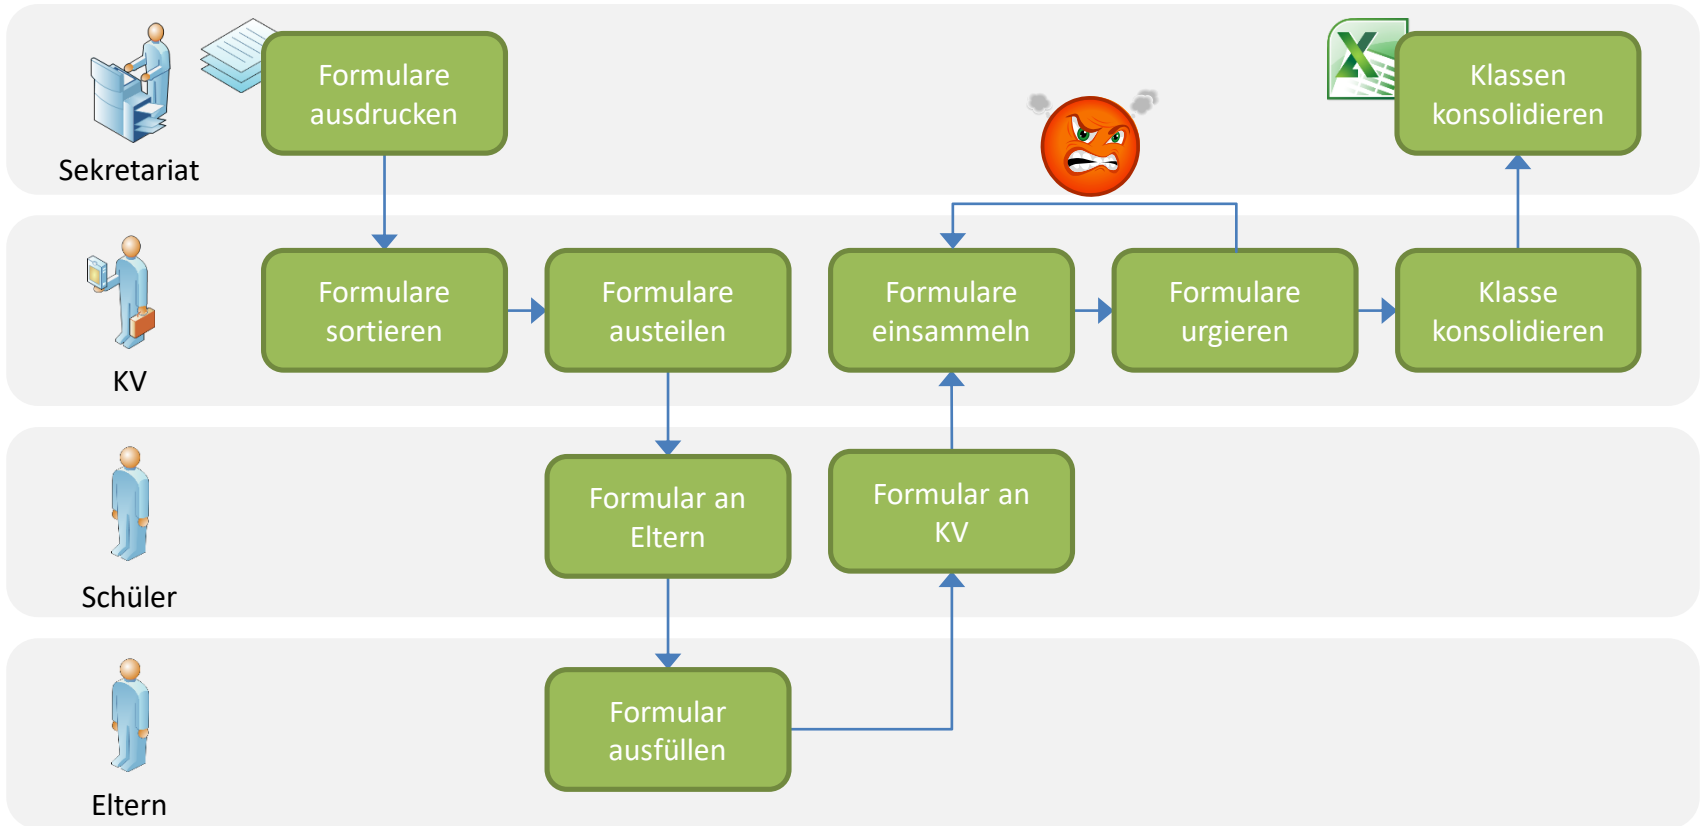 Formulare
ausdrucken
Klassen
konsolidieren
Sekretariat
Formulare
sortieren
Formulare
austeilen
Formulare
einsammeln
Formulare
urgieren
Klasse
konsolidieren
KV
Formular an
Eltern
Formular an
KV
Schüler
Formular
ausfüllen
Eltern